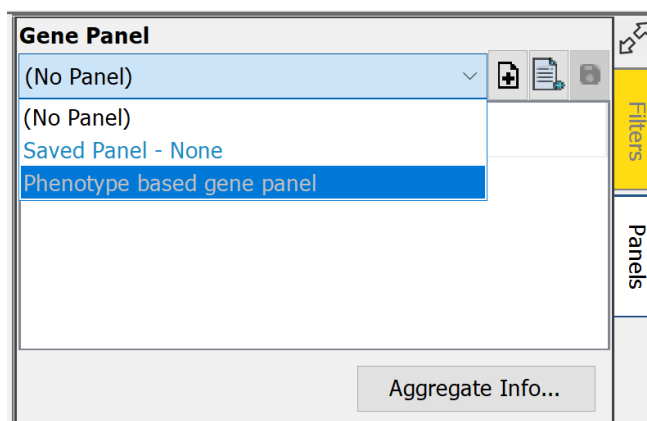 Gene Panel
(No Panel)
(No Panel)
Saved Panel - None
Phenotype based gene panel
Filters
Panels
Aggregate Info...